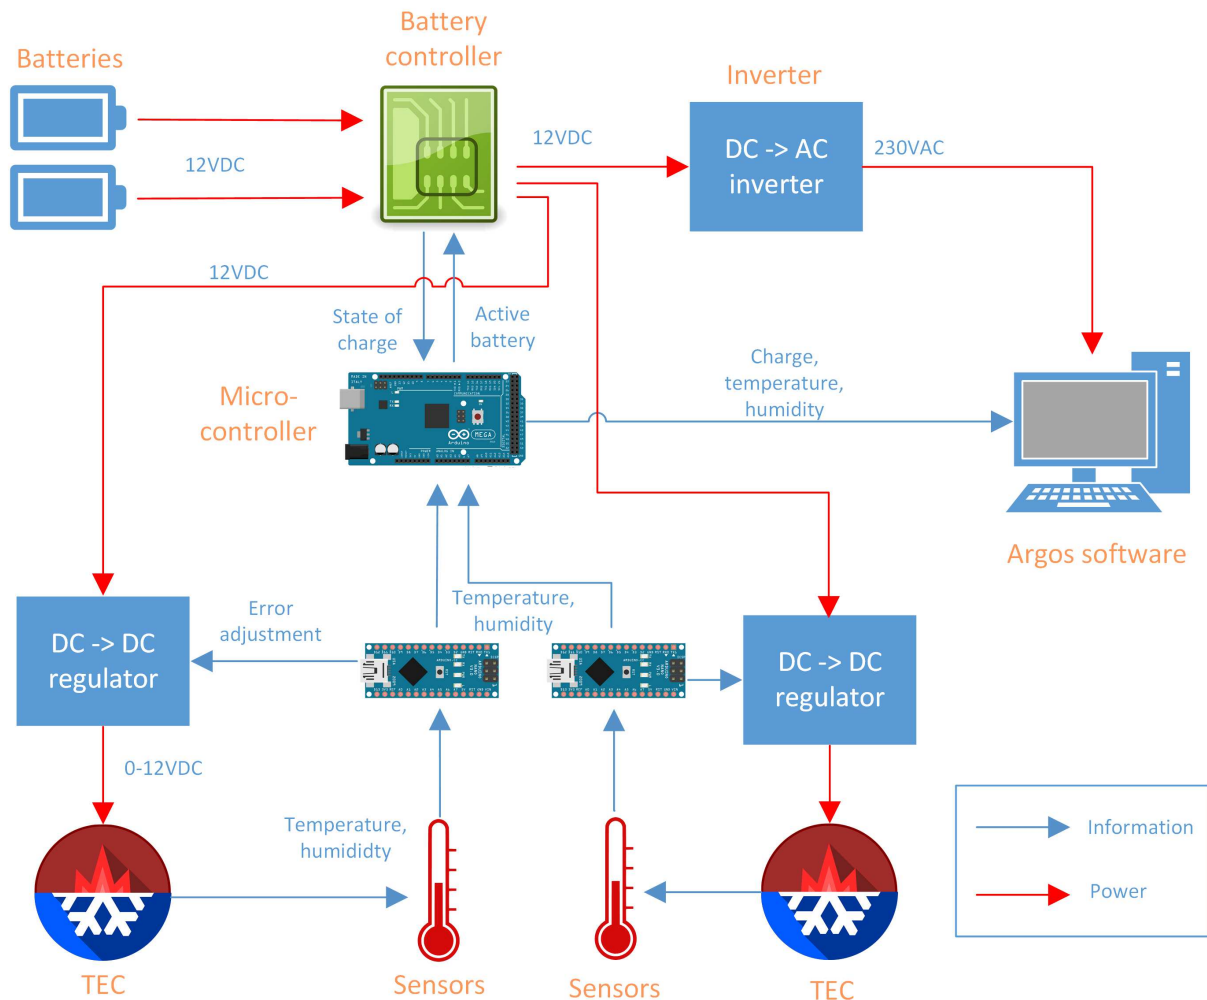 Battery
controller
Batteries
Inverter
12VDC
12VDC
DC -> AC
inverter
230VAC
12VDC
State of
charge
Active
battery
Charge,
temperature,
humidity
Micro-
controller
MEGA
Arduino
Argos software
Error
adjustment
Temperature,
humidity
DC -> DC
regulator
DC -> DC
regulator
0-12VDC
Temperature,
humididty
Information
Power
TEC
Sensors
Sensors
TEC